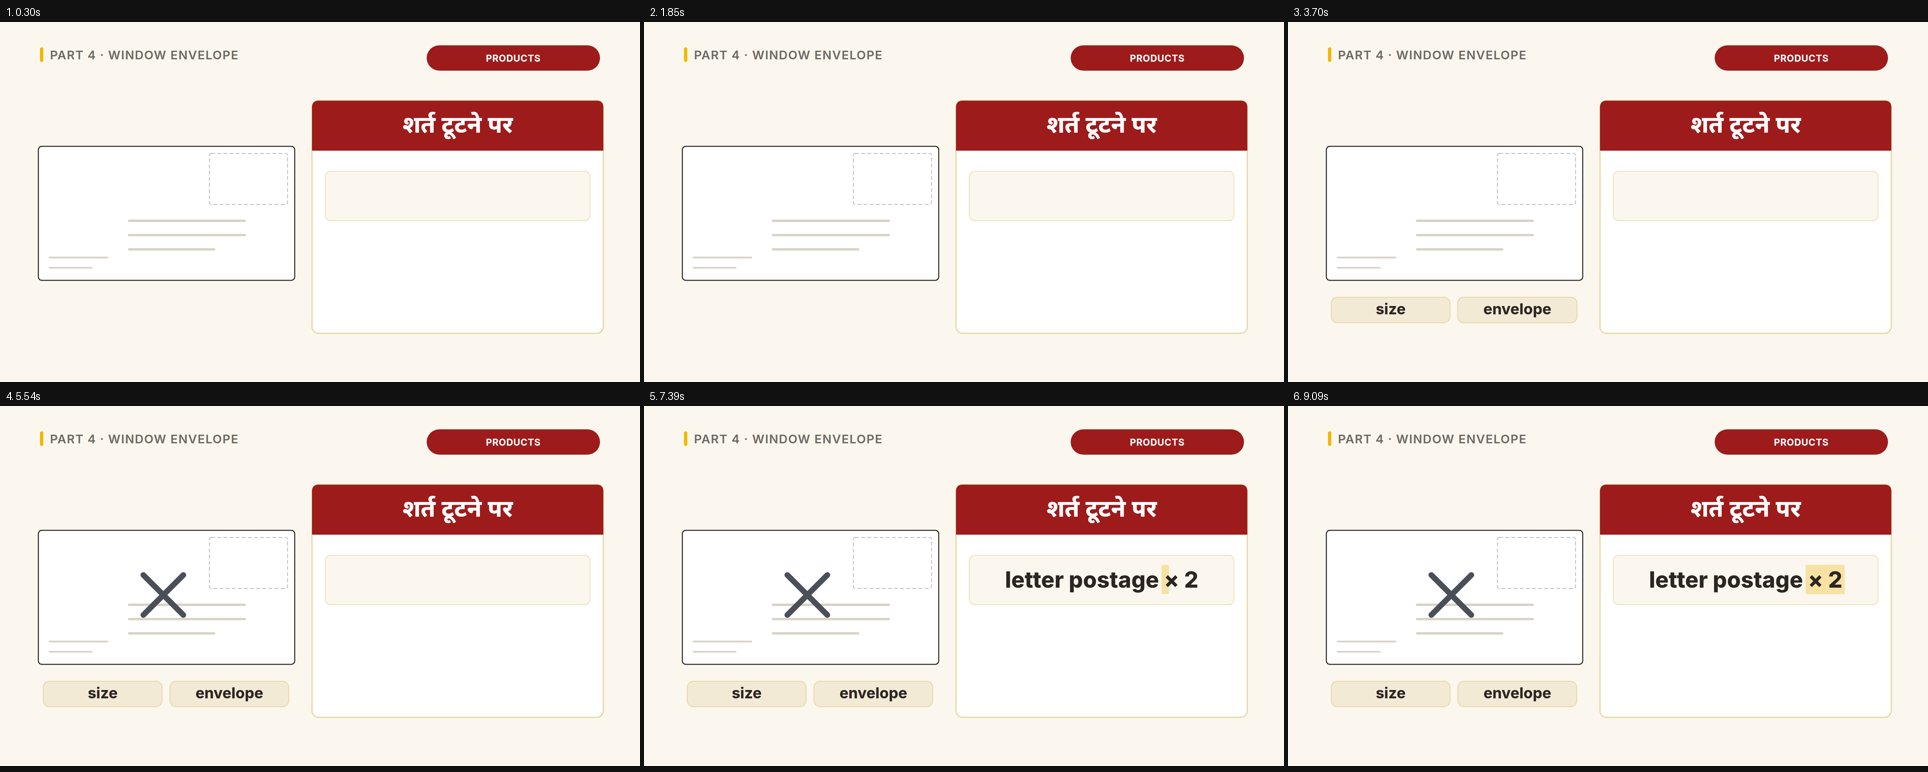 1. 0.30s
PART 4 · WINDOW ENVELOPE
PRODUCTS
शर्त टूटने पर
2. 1.85s
PART 4 · WINDOW ENVELOPE
PRODUCTS
शर्त टूटने पर
3. 3.70s
PART 4 · WINDOW ENVELOPE
PRODUCTS
शर्त टूटने पर
size envelope
4. 5.54s
PART 4 · WINDOW ENVELOPE
PRODUCTS
शर्त टूटने पर
size envelope
5. 7.39s
PART 4 · WINDOW ENVELOPE
PRODUCTS
शर्त टूटने पर
letter postage × 2
size envelope
6. 9.09s
PART 4 · WINDOW ENVELOPE
PRODUCTS
शर्त टूटने पर
letter postage × 2
size envelope